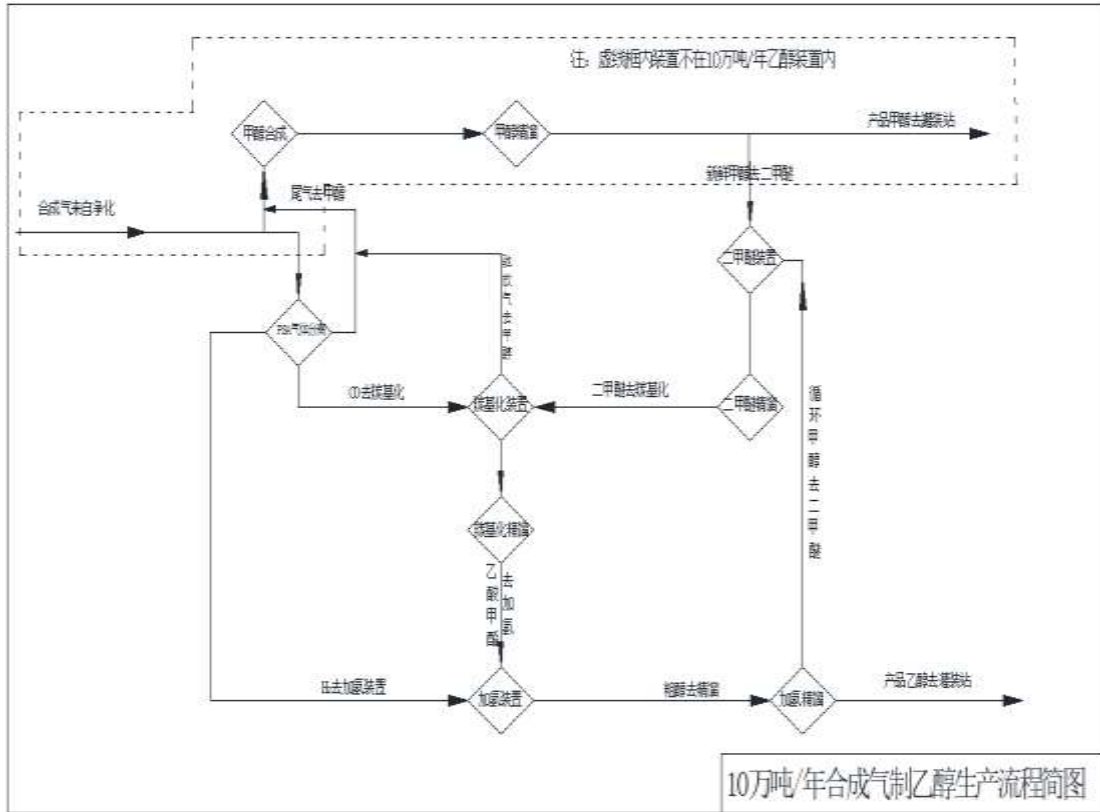 注：虚线框内装置不在10万吨/年乙醇装置内
甲醇合成
甲醇精馏
产品甲醇去灌装站
新鲜甲醇去二甲醚
尾气去甲醇
合成气来自净化
二甲醚装置
弛放气去甲醇
PSA气体分离
CO去羰基化
羰基化装置
二甲醚去羰基化
二甲醚精馏
循环甲醇去二甲醚
羰基化精馏
乙酸甲酯
去加氢
H₂去加氢装置
加氢装置
粗醇去精馏
加氢精馏
产品乙醇去灌装站
10万吨/年合成气制乙醇生产流程简图